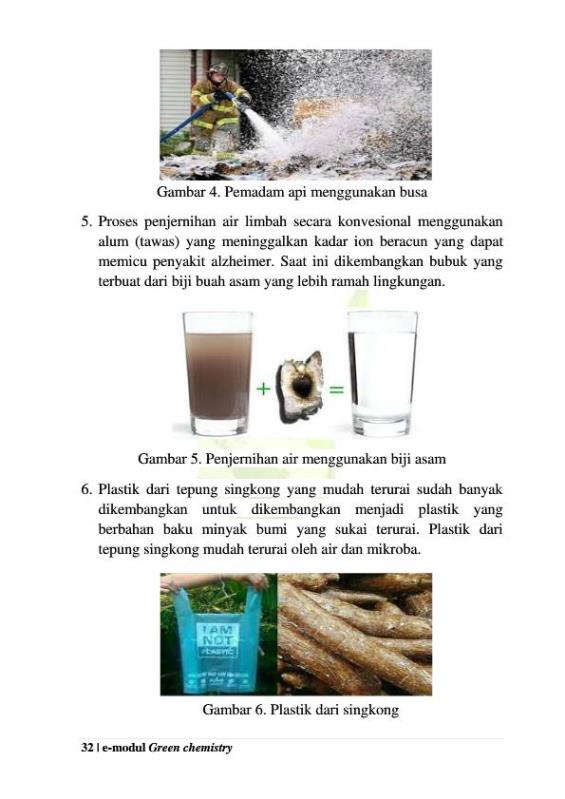 Gambar 4. Pemadam api menggunakan busa
5. Proses penjernihan air limbah secara konvesional menggunakan
alum (tawas) yang meninggalkan kadar ion beracun yang dapat
memicu penyakit alzheimer. Saat ini dikembangkan bubuk yang
terbuat dari biji buah asam yang lebih ramah lingkungan.
+ =
Gambar 5. Penjernihan air menggunakan biji asam
6. Plastik dari tepung singkong yang mudah terurai sudah banyak
dikembangkan untuk dikembangkan menjadi plastik yang
berbahan baku minyak bumi yang sukai terurai. Plastik dari
tepung singkong mudah terurai oleh air dan mikroba.
I AM
NOT
PLASTIC
Gambar 6. Plastik dari singkong
32 | e-modul Green chemistry